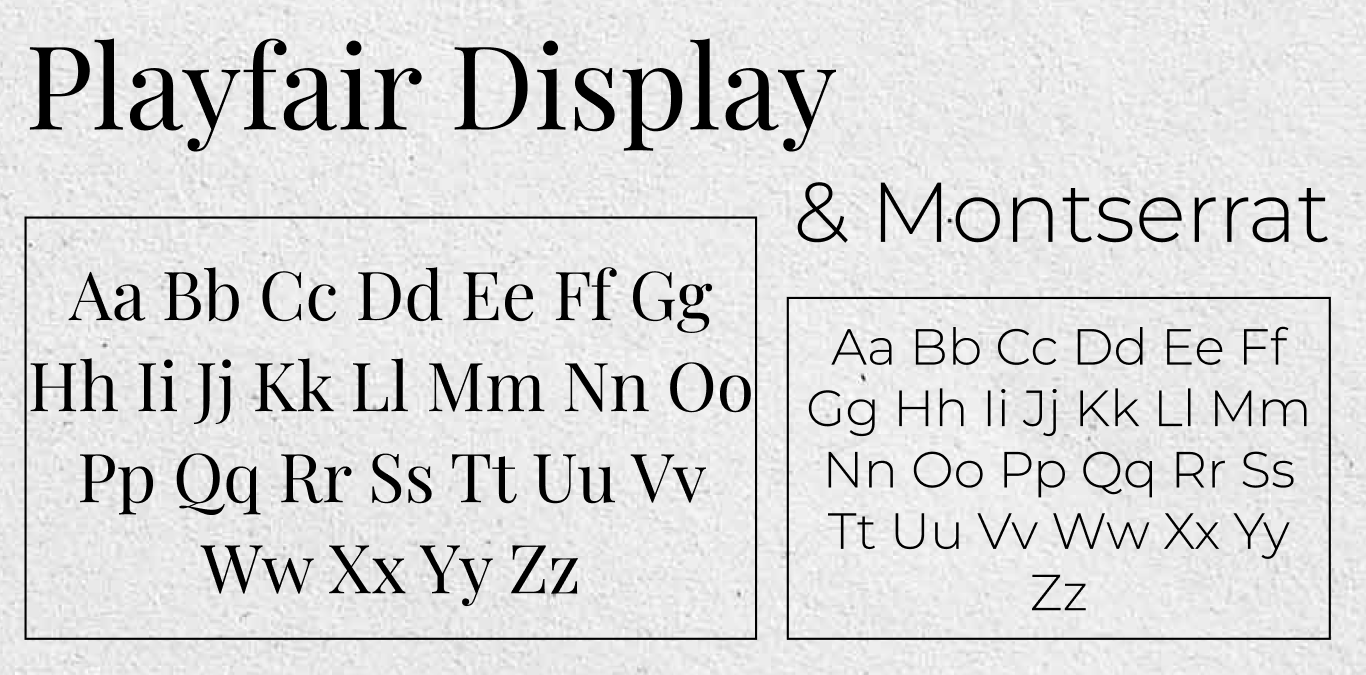 Playfair Display
& Montserrat
Aa Bb Cc Dd Ee Ff Gg
Hh Ii Jj Kk Ll Mm Nn Oo
Pp Qq Rr Ss Tt Uu Vv
Ww Xx Yy Zz
Aa Bb Cc Dd Ee Ff
Gg Hh Ii Jj Kk Ll Mm
Nn Oo Pp Qq Rr Ss
Tt Uu Vv Ww Xx Yy
Zz